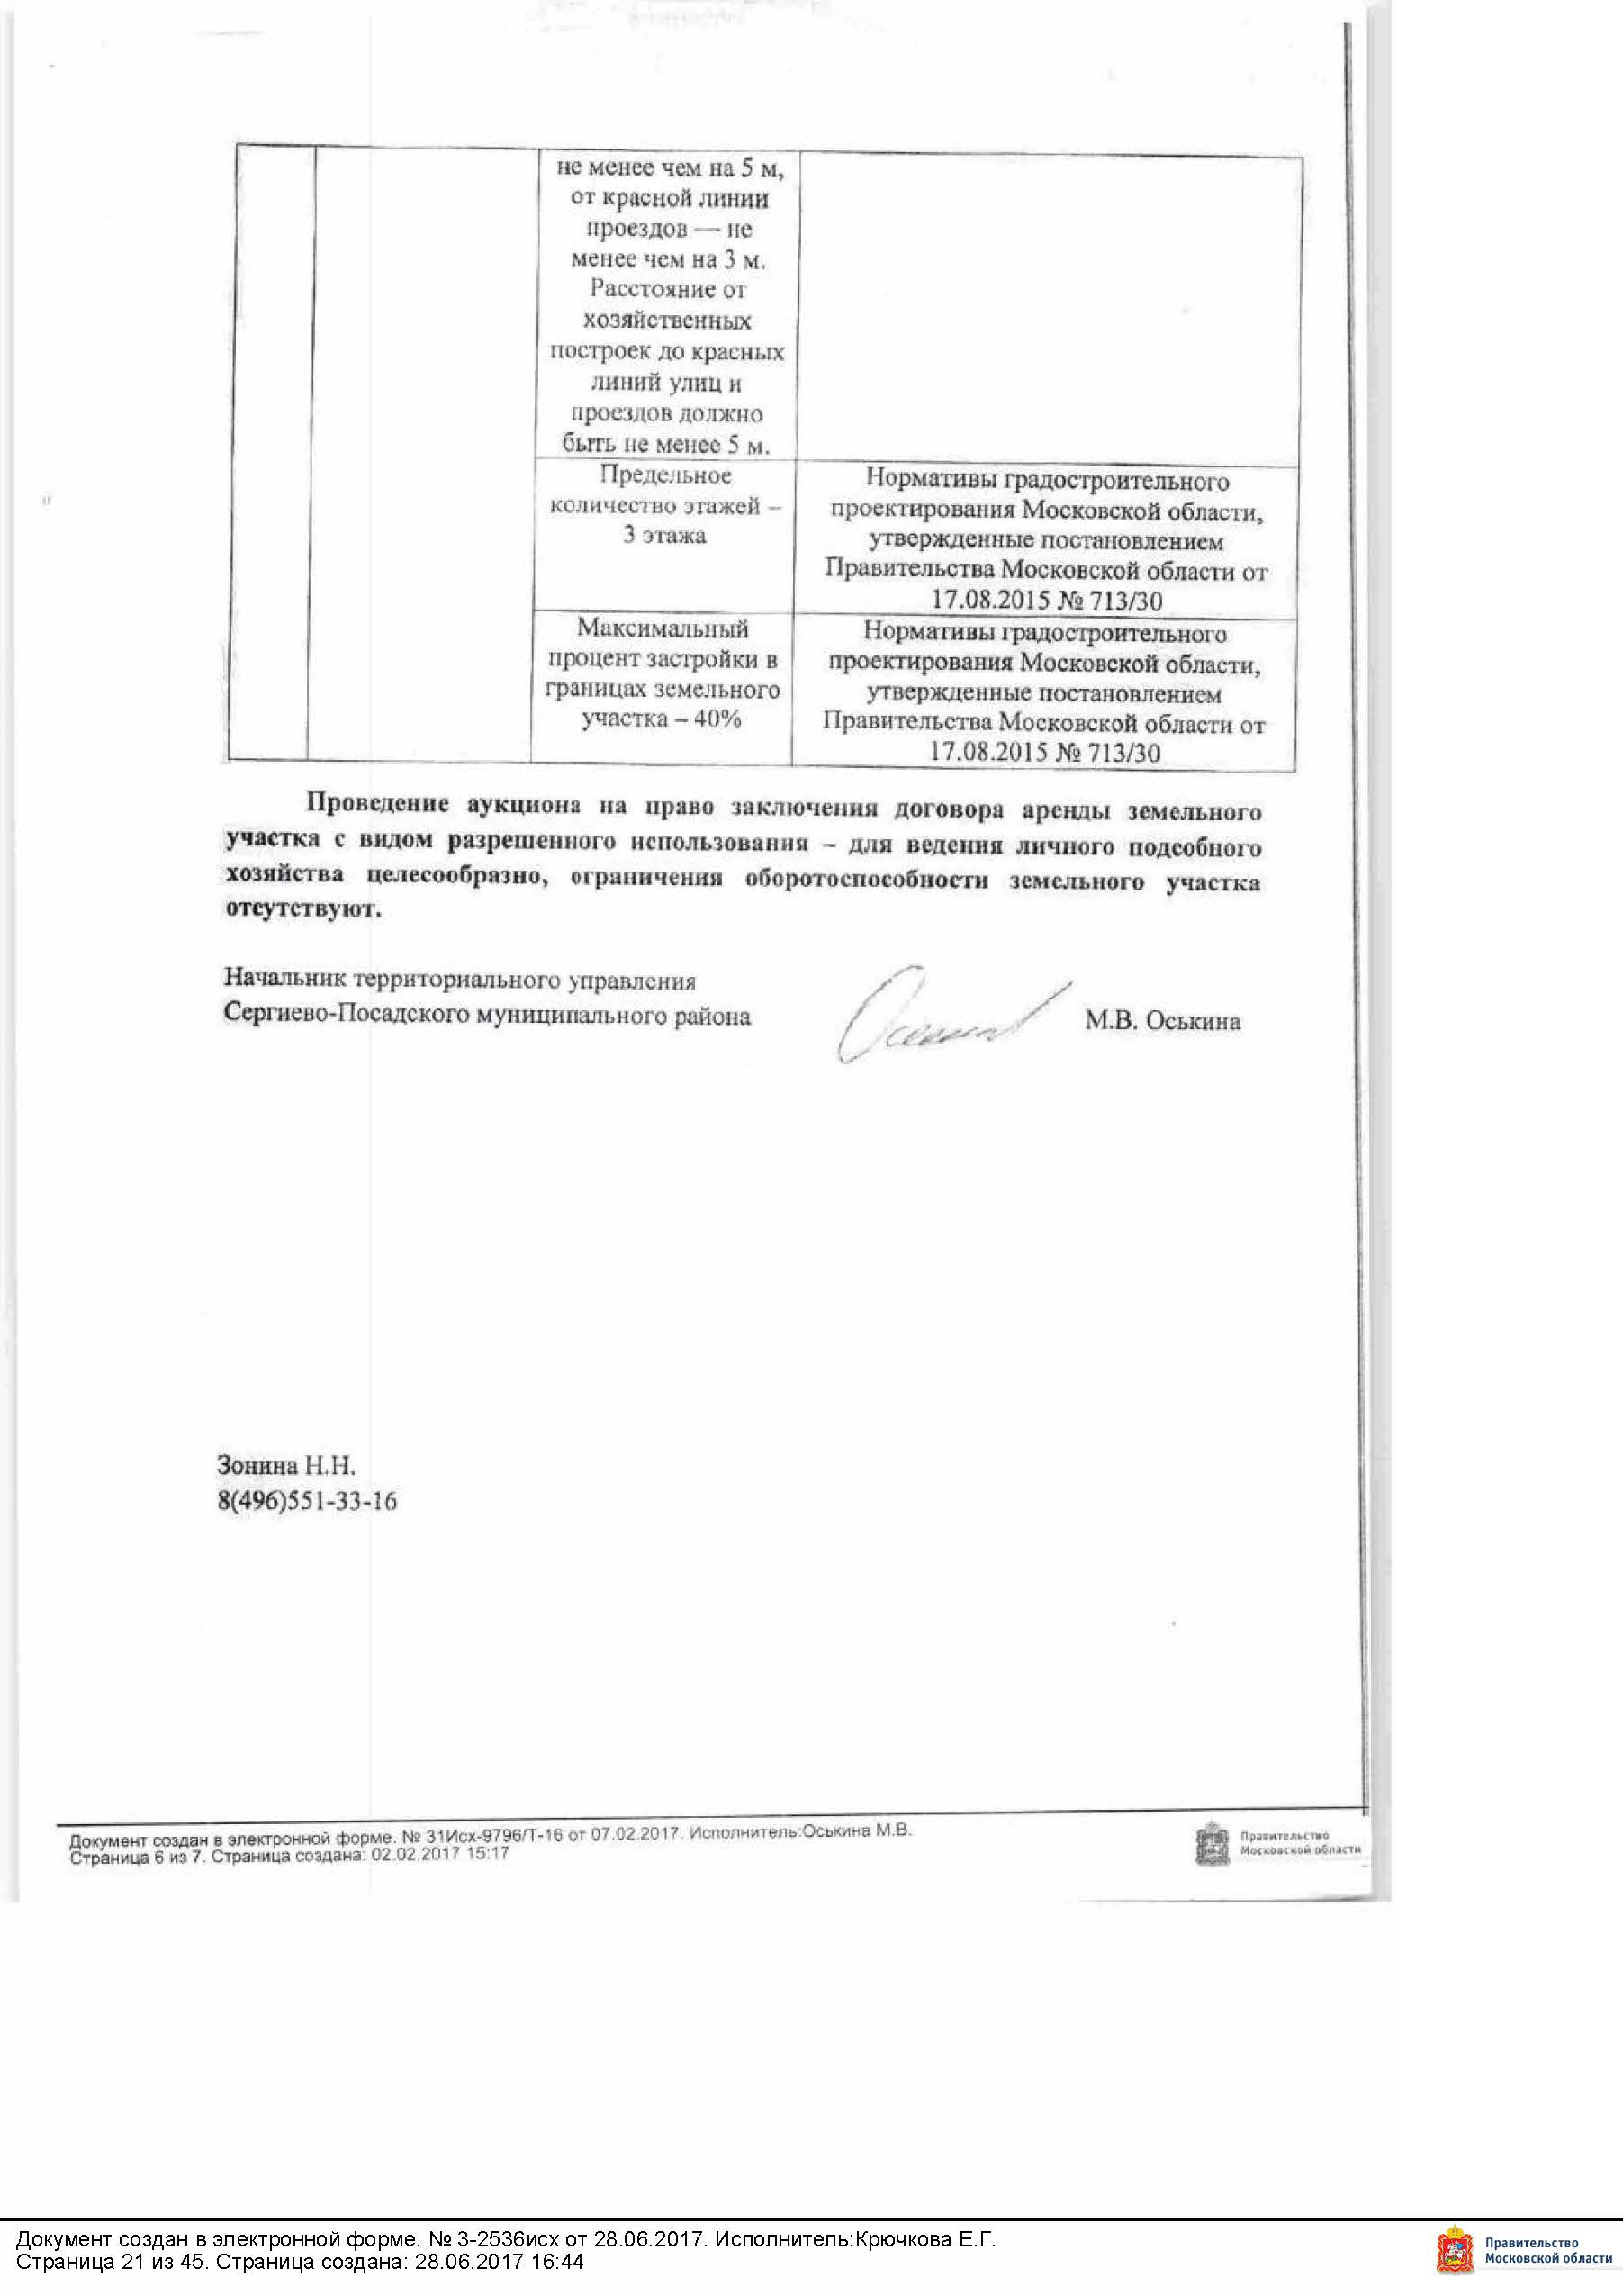 не менее чем на 5 м,
от красной линии
проездов — не
менее чем на 3 м.
Расстояние от
хозяйственных
построек до красных
линий улиц и
проездов должно
быть не менее 5 м.
Предельное
количество этажей –
3 этажа
Нормативы градостроительного
проектирования Московской области,
утвержденные постановлением
Правительства Московской области от
17.08.2015 № 713/30
Максимальный
процент застройки в
границах земельного
участка – 40%
Нормативы градостроительного
проектирования Московской области,
утвержденные постановлением
Правительства Московской области от
17.08.2015 № 713/30
Проведение аукциона на право заключения договора аренды земельного
участка с видом разрешенного использования – для ведения личного подсобного
хозяйства целесообразно, ограничения оборотоспособности земельного участка
отсутствуют.
Начальник территориального управления
Сергиево-Посадского муниципального района
М.В. Оськина
Зонина Н.Н.
8(496)551-33-16
Документ создан в электронной форме. № 31Исх-9796/Т-16 от 07.02.2017. Исполнитель:Оськина М.В.
Страница 6 из 7. Страница создана: 02.02.2017 15:17
Правительство
Московской области
Документ создан в электронной форме. № 3-2536исх от 28.06.2017. Исполнитель:Крючкова Е.Г.
Страница 21 из 45. Страница создана: 28.06.2017 16:44
Правительство
Московской области